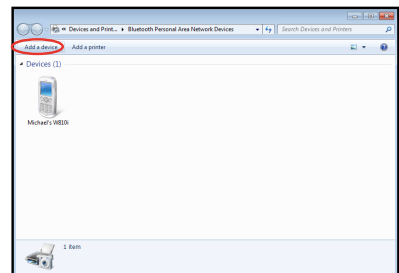 « Devices and Print... ▸ Bluetooth Personal Area Network Devices
Search Devices and Printers
Add a device
Add a printer
Devices (1)
Michael's W810i
1 item